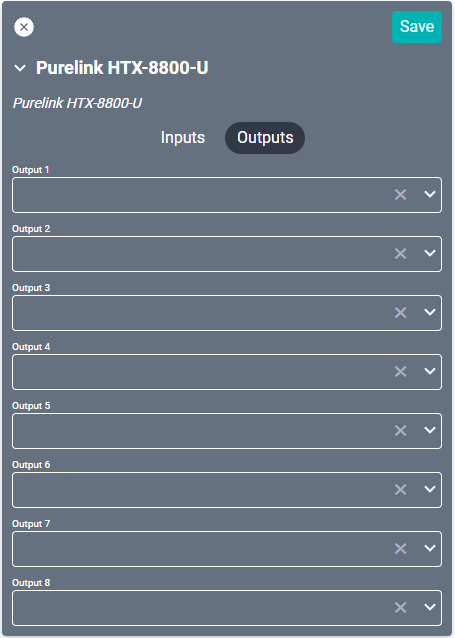 Save
Purelink HTX-8800-U
Purelink HTX-8800-U
Inputs Outputs
Output 1
Output 2
Output 3
Output 4
Output 5
Output 6
Output 7
Output 8